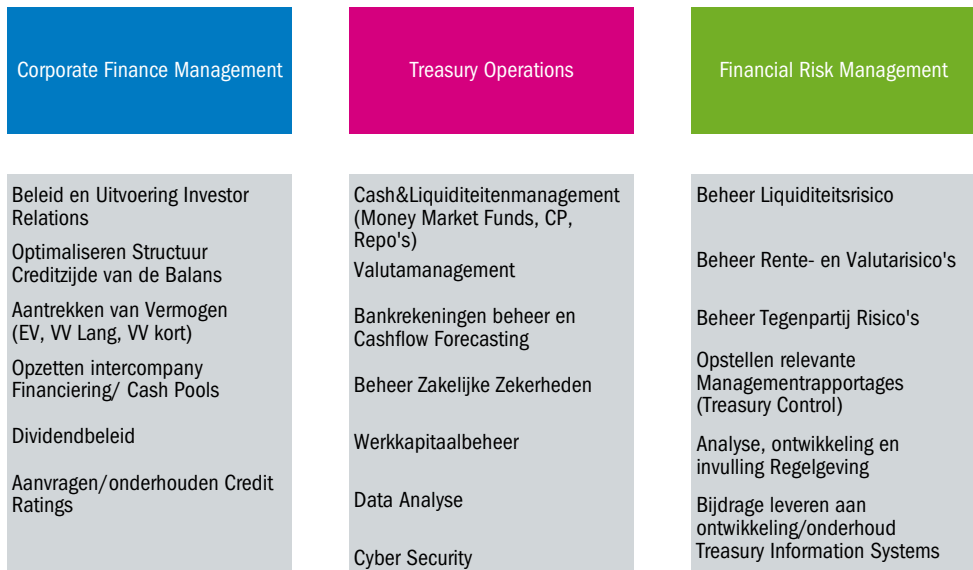 Corporate Finance Management
Beleid en Uitvoering Investor
Relations
Optimaliseren Structuur
Creditzijde van de Balans
Aantrekken van Vermogen
(EV, VV Lang, VV kort)
Opzetten intercompany
Financiering/ Cash Pools
Dividendbeleid
Aanvragen/onderhouden Credit
Ratings
Treasury Operations
Cash&Liquiditeitenmanagement
(Money Market Funds, CP,
Repo's)
Valutamanagement
Bankrekeningen beheer en
Cashflow Forecasting
Beheer Zakelijke Zekerheden
Werkkapitaalbeheer
Data Analyse
Cyber Security
Financial Risk Management
Beheer Liquiditeitsrisico
Beheer Rente- en Valutarisico's
Beheer Tegenpartij Risico's
Opstellen relevante
Managementrapportages
(Treasury Control)
Analyse, ontwikkeling en
invulling Regelgeving
Bijdrage leveren aan
ontwikkeling/onderhoud
Treasury Information Systems